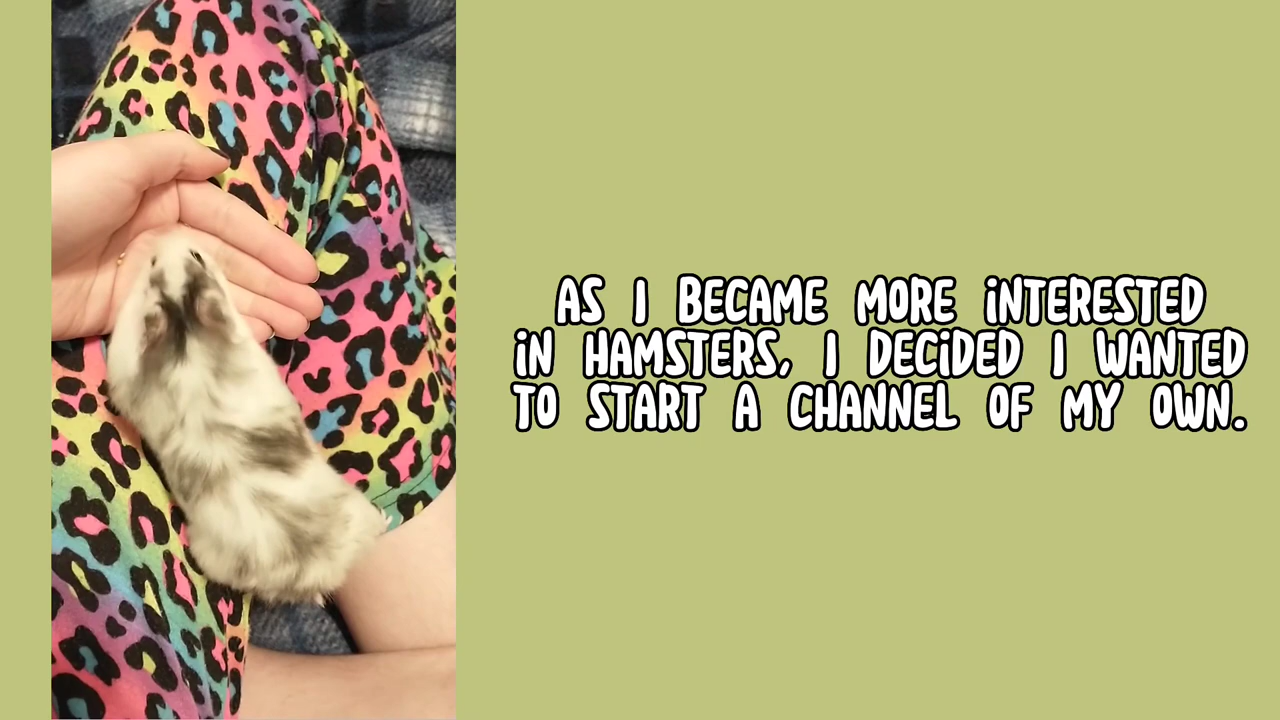 AS I BECAME MORE INTERESTED
IN HAMSTERS, I DECIDED I WANTED
TO START A CHANNEL OF MY OWN.